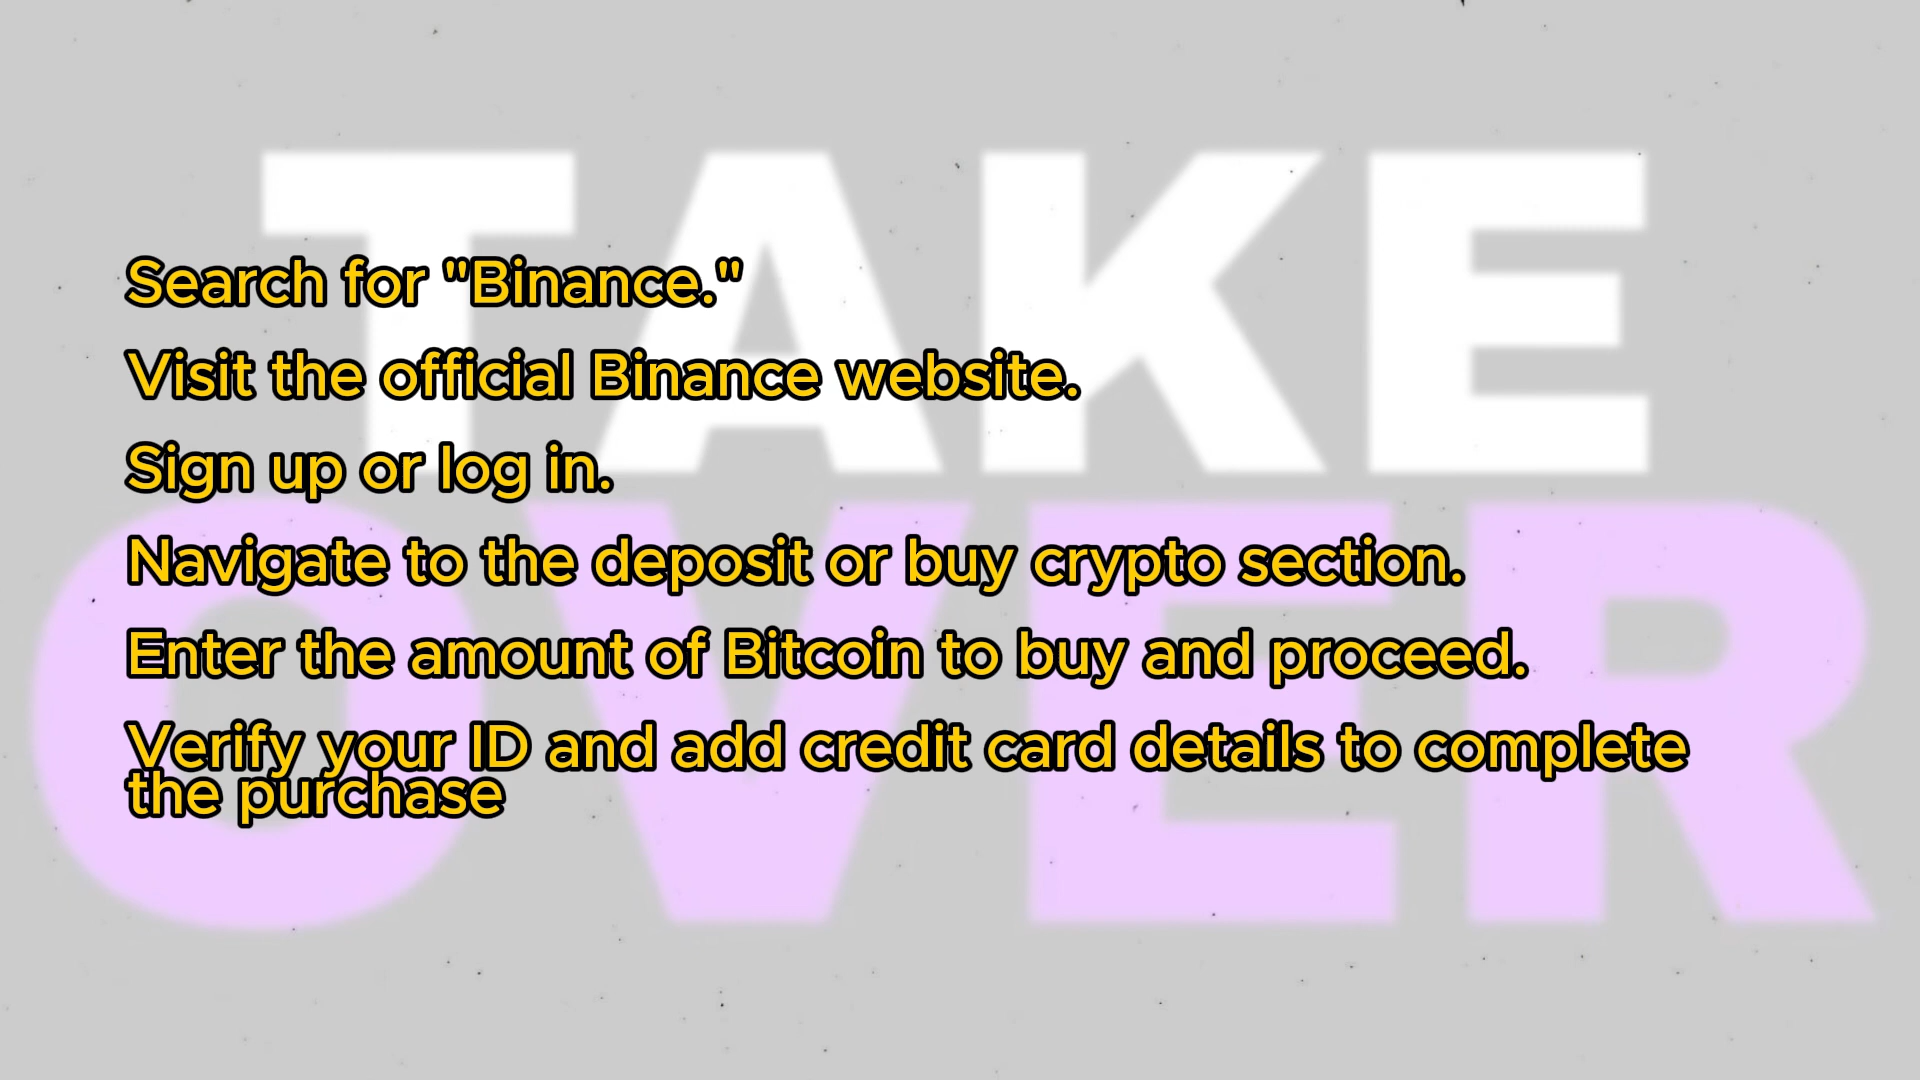 TAKE
OVER
Search for "Binance."
Visit the official Binance website.
Sign up or log in.
Navigate to the deposit or buy crypto section.
Enter the amount of Bitcoin to buy and proceed.
Verify your ID and add credit card details to complete
the purchase